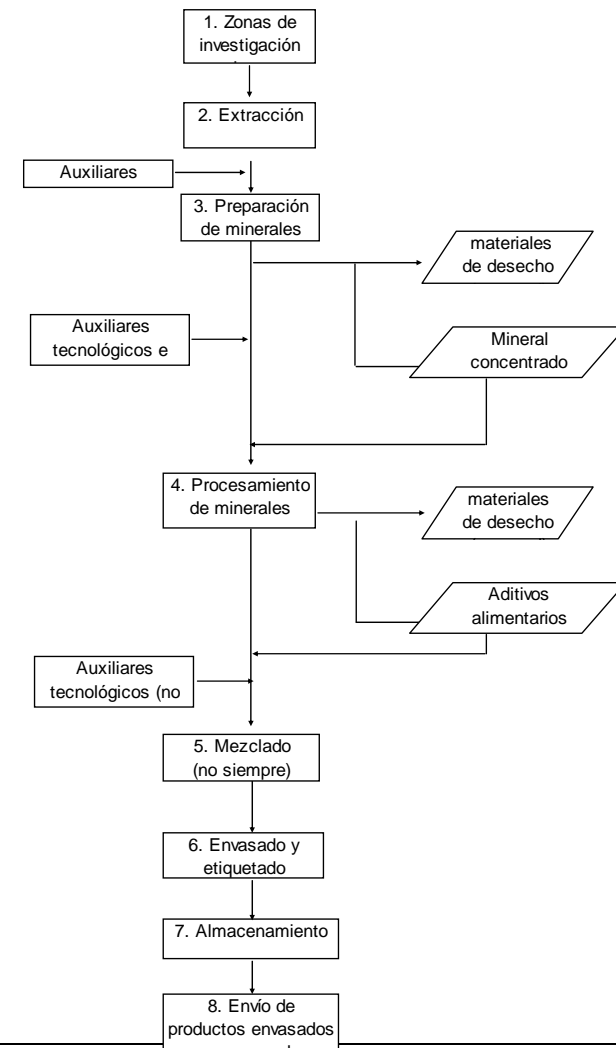 1. Zonas de
investigación
2. Extracción
Auxiliares
3. Preparación
de minerales
materiales
de desecho
Auxiliares
tecnológicos e
Mineral
concentrado
4. Procesamiento
de minerales
materiales
de desecho
Aditivos
alimentarios
Auxiliares
tecnológicos (no
5. Mezclado
(no siempre)
6. Envasado y
etiquetado
7. Almacenamiento
8. Envío de
productos envasados